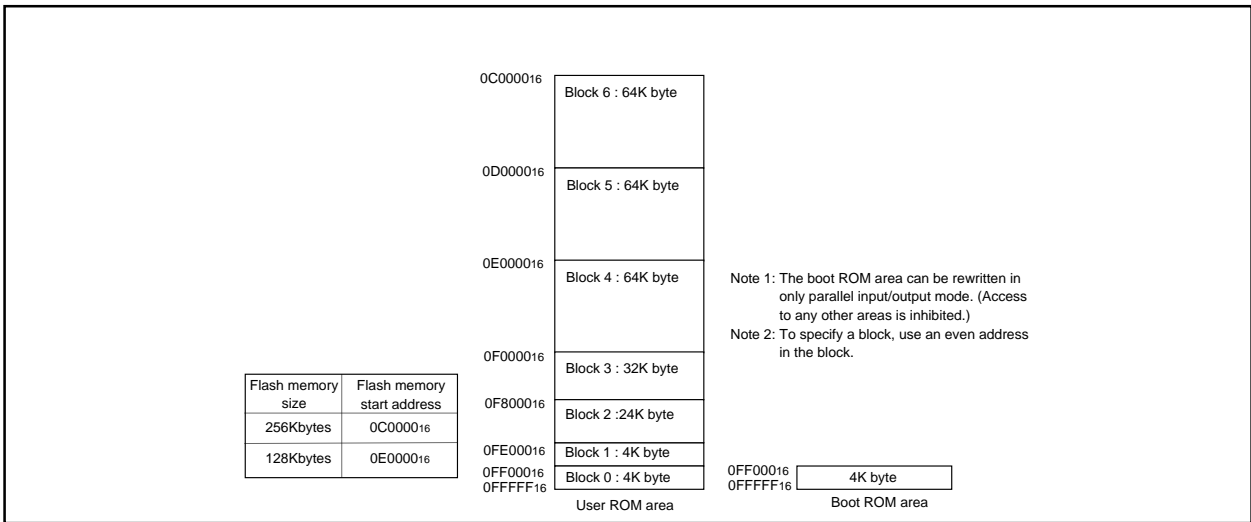 0C000016
Block 6 : 64K byte
0D000016
Block 5 : 64K byte
0E000016
Block 4 : 64K byte
Note 1: The boot ROM area can be rewritten in
only parallel input/output mode. (Access
to any other areas is inhibited.)
Note 2: To specify a block, use an even address
in the block.
0F000016
Block 3 : 32K byte
Flash memory size
Flash memory start address
256Kbytes
0C000016
128Kbytes
0E000016
0F800016
Block 2 :24K byte
0FE00016
Block 1 : 4K byte
0FF00016
Block 0 : 4K byte
0FFFFF16
User ROM area
0FF00016
4K byte
0FFFFF16
Boot ROM area